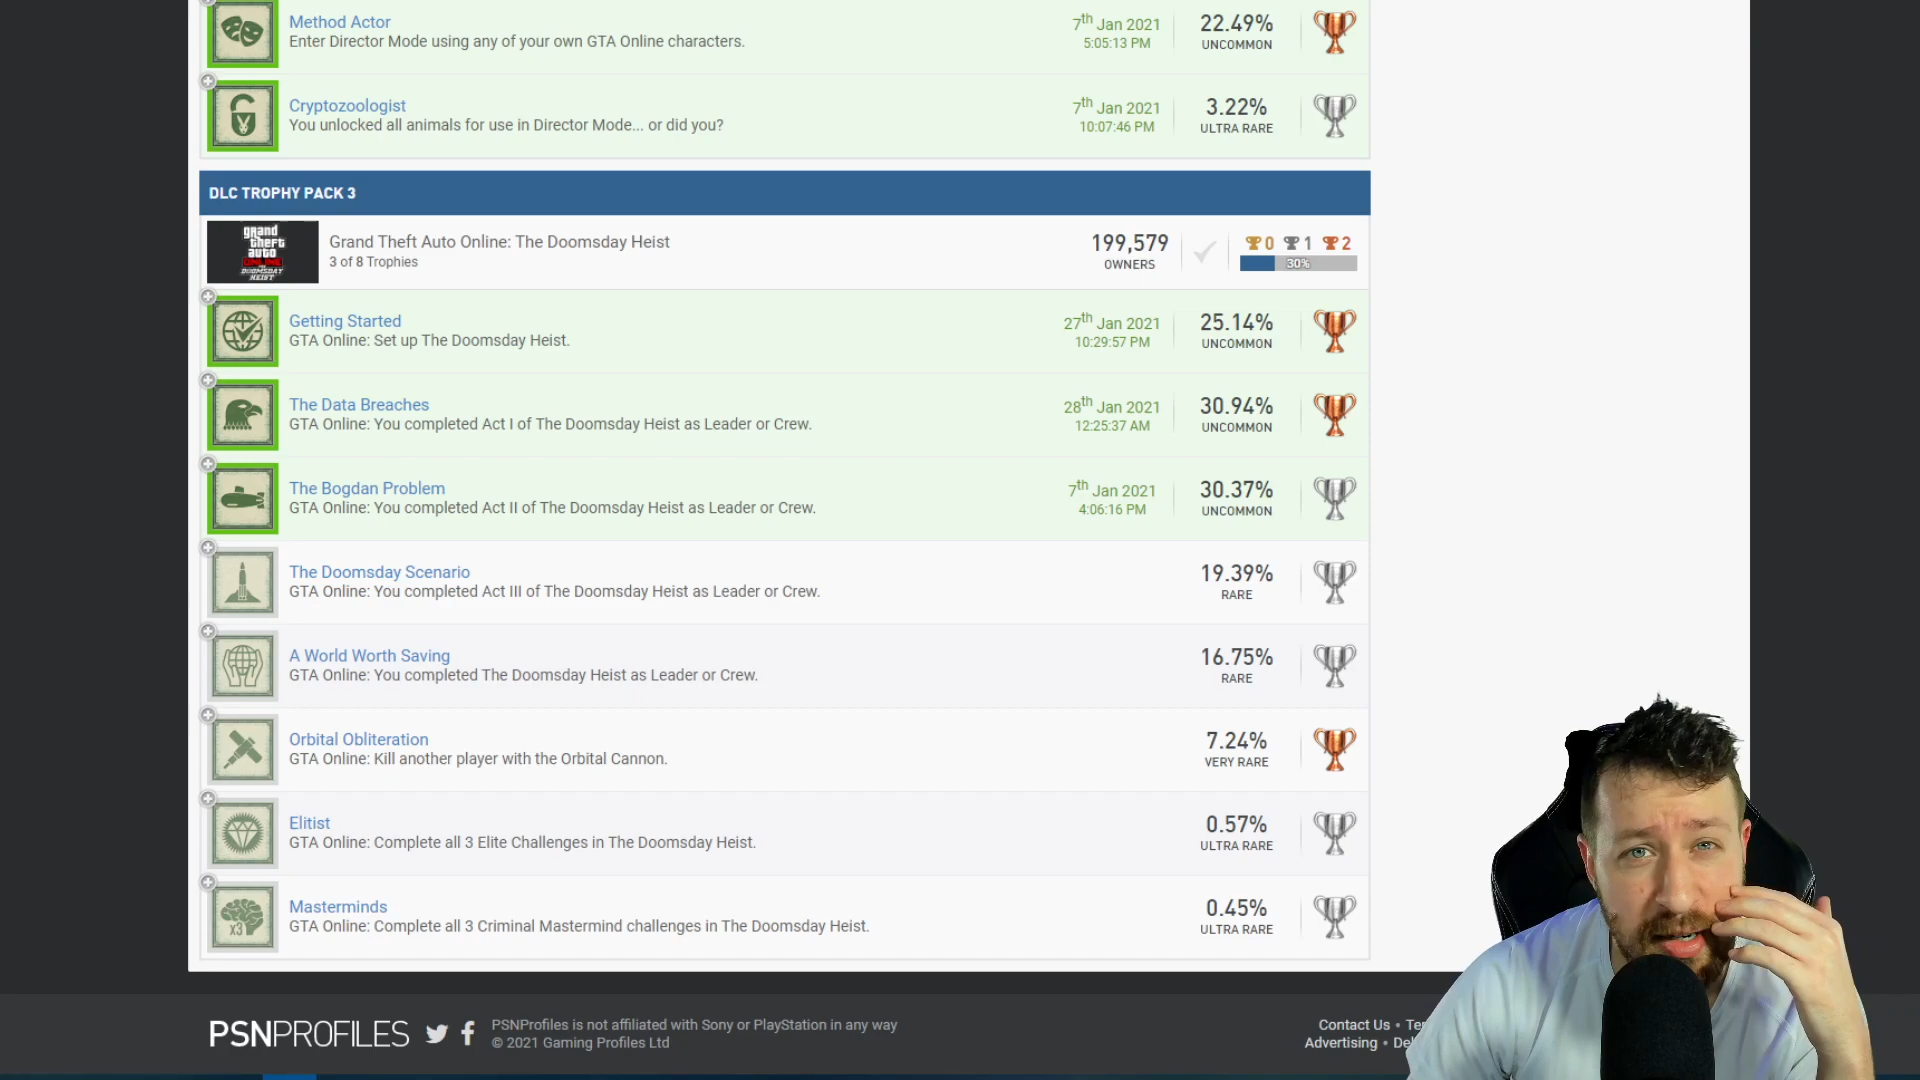 Method Actor
Enter Director Mode using any of your own GTA Online characters.
7th Jan 2021
5:05:13 PM
22.49%
UNCOMMON
Cryptozoologist
You unlocked all animals for use in Director Mode... or did you?
7th Jan 2021
10:07:46 PM
3.22%
ULTRA RARE
DLC TROPHY PACK 3
grand
theft
auto
ONLINE
DOOMSDAY
HEIST
Grand Theft Auto Online: The Doomsday Heist
3 of 8 Trophies
199,579
OWNERS
0 1 2
30%
Getting Started
GTA Online: Set up The Doomsday Heist.
27th Jan 2021
10:29:57 PM
25.14%
UNCOMMON
The Data Breaches
GTA Online: You completed Act I of The Doomsday Heist as Leader or Crew.
28th Jan 2021
12:25:37 AM
30.94%
UNCOMMON
The Bogdan Problem
GTA Online: You completed Act II of The Doomsday Heist as Leader or Crew.
7th Jan 2021
4:06:16 PM
30.37%
UNCOMMON
The Doomsday Scenario
GTA Online: You completed Act III of The Doomsday Heist as Leader or Crew.
19.39%
RARE
A World Worth Saving
GTA Online: You completed The Doomsday Heist as Leader or Crew.
16.75%
RARE
Orbital Obliteration
GTA Online: Kill another player with the Orbital Cannon.
7.24%
VERY RARE
Elitist
GTA Online: Complete all 3 Elite Challenges in The Doomsday Heist.
0.57%
ULTRA RARE
x3
Masterminds
GTA Online: Complete all 3 Criminal Mastermind challenges in The Doomsday Heist.
0.45%
ULTRA RARE
PSNPROFILES
PSNProfiles is not affiliated with Sony or PlayStation in any way
© 2021 Gaming Profiles Ltd
Contact Us •
Advertising •